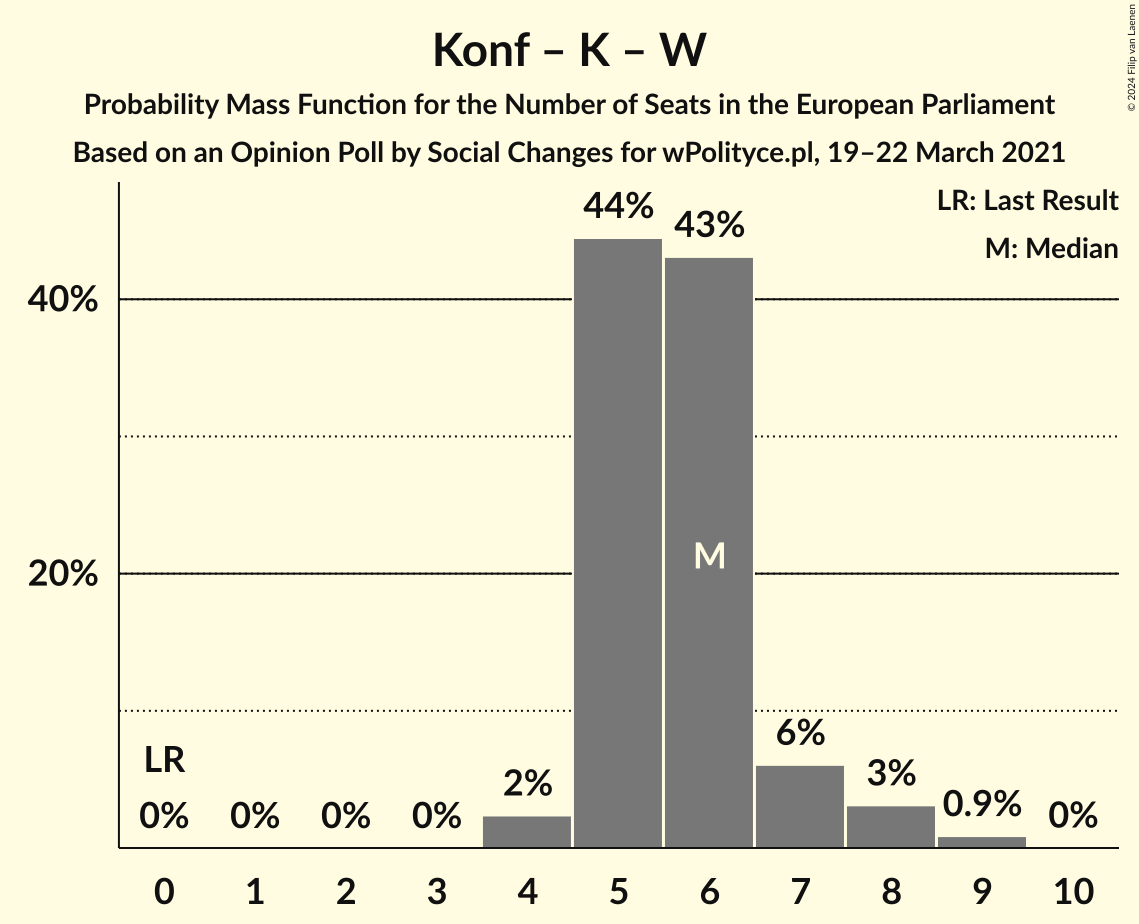 Konf – K – W
Probability Mass Function for the Number of Seats in the European Parliament
Based on an Opinion Poll by Social Changes for wPolityce.pl, 19–22 March 2021
© 2024 Filip van Laenen
LR: Last Result
M: Median
44%
43%
40%
M
20%
LR
6%
3%
2%
0.9%
0%
0%
0%
0%
0%
0 1 2 3 4 5 6 7 8 9 10